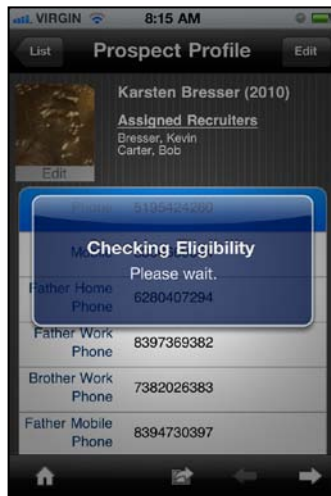 VIRGIN 8:15 AM
List Prospect Profile Edit
Karsten Bresser (2010)
Assigned Recruiters
Bresser, Kevin
Carter, Bob
Edit
Phone 5195424260
Checking Eligibility
Please wait.
Father Home
Phone 6280407294
Father Work
Phone 8397369382
Brother Work
Phone 7382026383
Father Mobile
Phone 8394730397